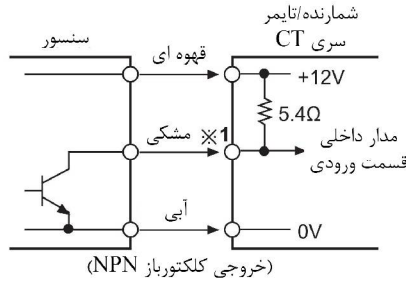 شمارنده/تایمر
سری CT
سنسور
قهوه ای
+12V
5.4Ω
مشکی ※1
مدار داخلی
قسمت ورودی
آبی
0V
(خروجی کلکتورباز NPN)